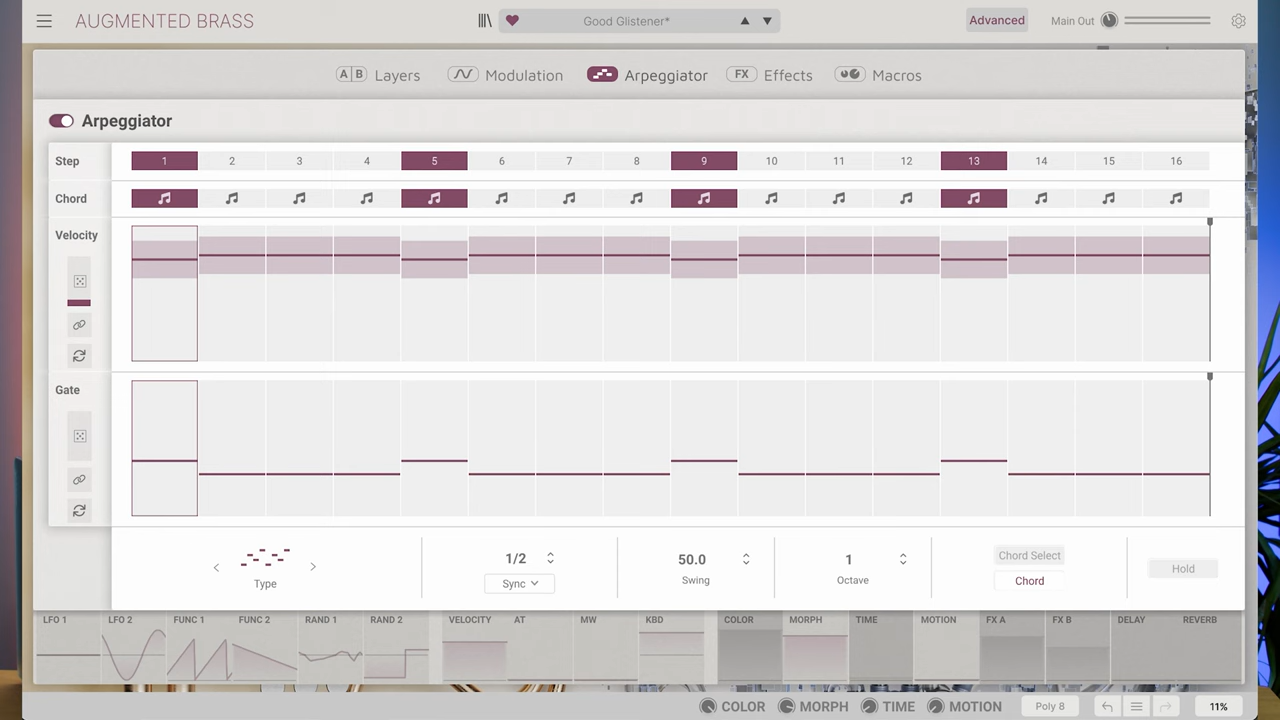 AUGMENTED BRASS
Good Glistener*
Advanced
Main Out
A B Layers
Modulation
Arpeggiator
FX Effects
Macros
Arpeggiator
Step 1 2 3 4 5 6 7 8 9 10 11 12 13 14 15 16
Chord
Velocity
Gate
1/2
50.0
1
Chord Select
Hold
Type
Sync
Swing
Octave
Chord
LFO 1 LFO 2 FUNC 1 FUNC 2 RAND 1 RAND 2 VELOCITY AT MW KBD COLOR MORPH TIME MOTION FX A FX B DELAY REVERB
COLOR MORPH TIME MOTION Poly 8 11%